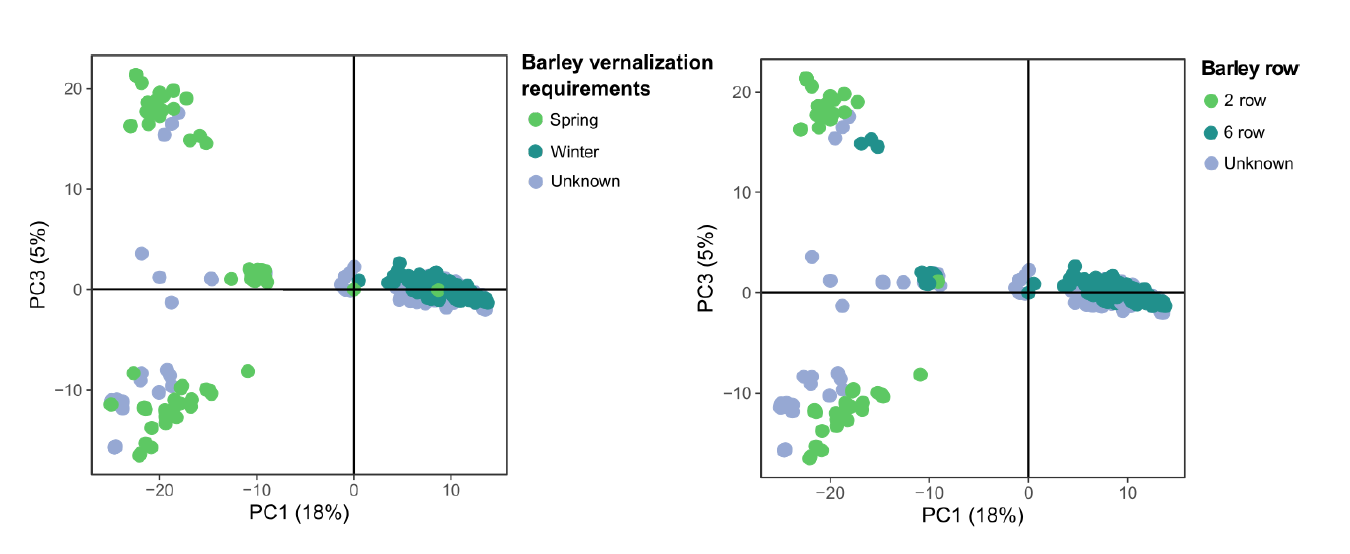 Barley vernalization
requirements
Spring
Winter
Unknown
20
10
0
−10
−20
−10
0
10
PC3 (5%)
PC1 (18%)
Barley row
2 row
6 row
Unknown
20
10
0
−10
−20
−10
0
10
PC3 (5%)
PC1 (18%)